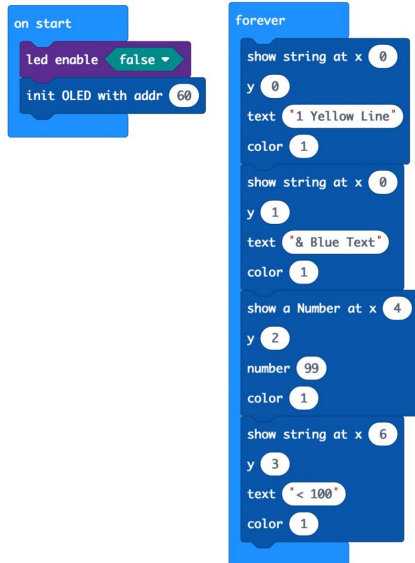 on start
led enable false
init OLED with addr 60
forever
show string at x 0
y 0
text "1 Yellow Line"
color 1
show string at x 0
y 1
text "& Blue Text"
color 1
show a Number at x 4
y 2
number 99
color 1
show string at x 6
y 3
text "< 100"
color 1